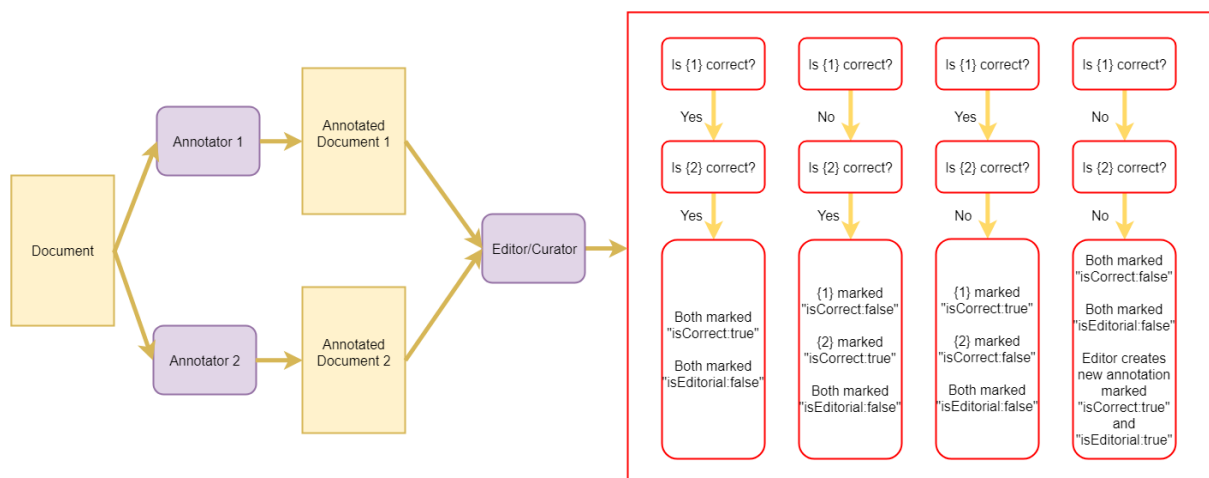 Document
Annotator 1
Annotated
Document 1
Annotator 2
Annotated
Document 2
Editor/Curator
Is {1} correct?
Yes
Is {2} correct?
Yes
Both marked
"isCorrect:true"
Both marked
"isEditorial:false"
Is {1} correct?
No
Is {2} correct?
Yes
{1} marked
"isCorrect:false"
{2} marked
"isCorrect:true"
Both marked
"isEditorial:false"
Is {1} correct?
Yes
Is {2} correct?
No
{1} marked
"isCorrect:true"
{2} marked
"isCorrect:false"
Both marked
"isEditorial:false"
Is {1} correct?
No
Is {2} correct?
No
Both marked
"isCorrect:false"
Both marked
"isEditorial:false"
Editor creates
new annotation
marked
"isCorrect:true"
and
"isEditorial:true"